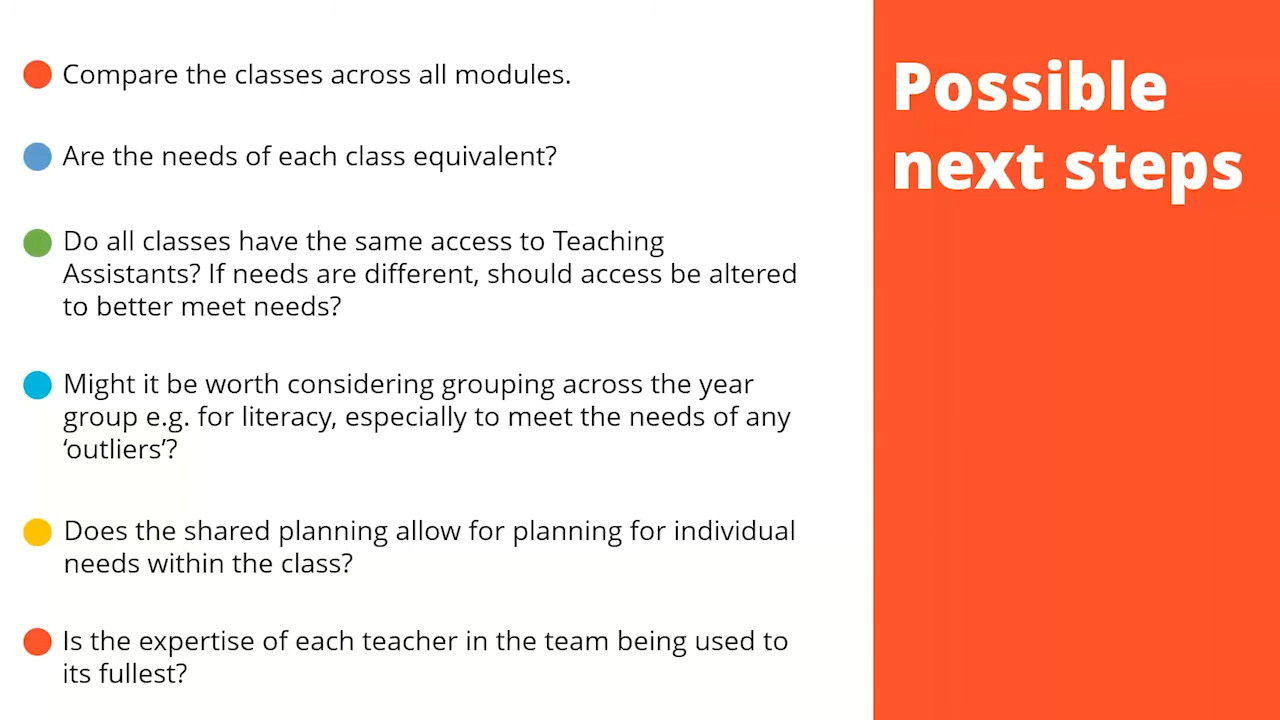 Possible
next steps
Compare the classes across all modules.
Are the needs of each class equivalent?
Do all classes have the same access to Teaching
Assistants? If needs are different, should access be altered
to better meet needs?
Might it be worth considering grouping across the year
group e.g. for literacy, especially to meet the needs of any
‘outliers’?
Does the shared planning allow for planning for individual
needs within the class?
Is the expertise of each teacher in the team being used to
its fullest?